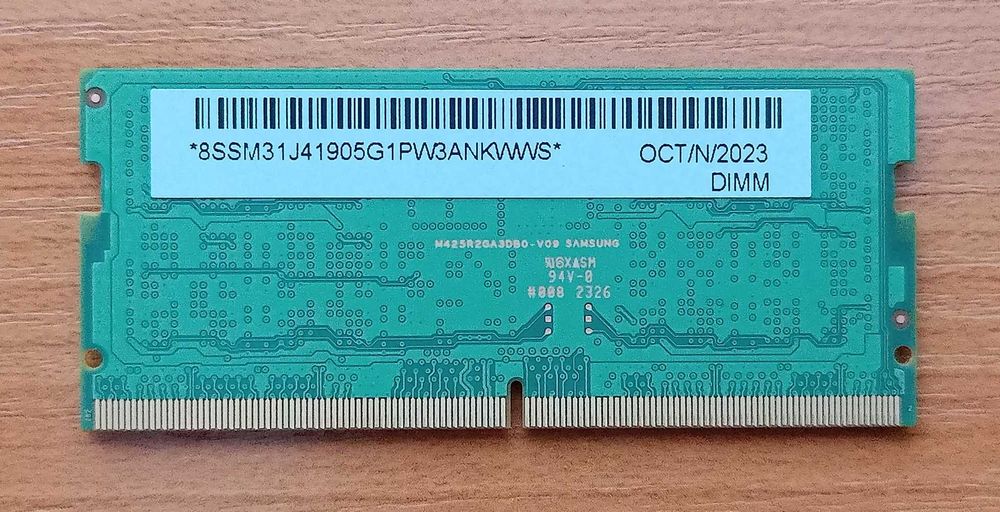 *8SSM31J41905G1PW3ANKWWS*
OCT/N/2023
DIMM
M425R2GA3DB0-V09 SAMSUNG
94V-0
#008 2326